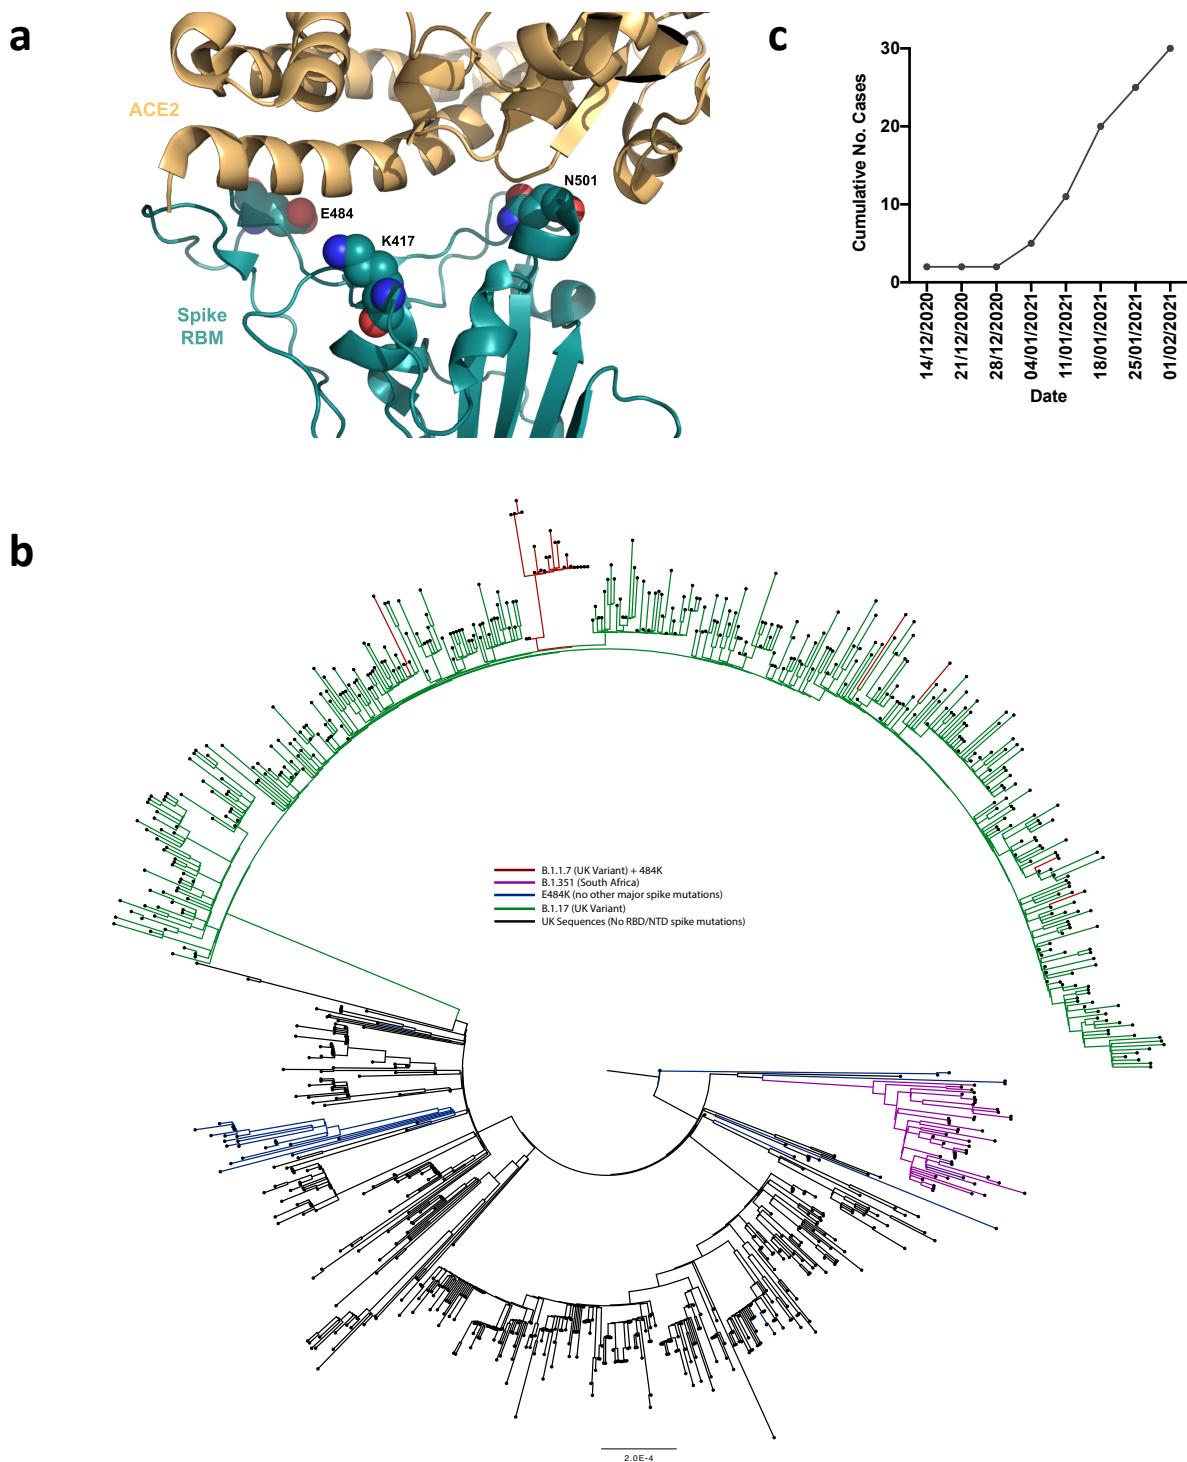 a
ACE2
E484
K417
N501
Spike
RBM
c
Cumulative No. Cases
30
20
10
0
14/12/2020
21/12/2020
28/12/2020
04/01/2021
11/01/2021
18/01/2021
25/01/2021
01/02/2021
Date
b
B.1.1.7 (UK Variant) + 484K
B.1.351 (South Africa)
E484K (no other major spike mutations)
B.1.17 (UK Variant)
UK Sequences (No RBD/NTD spike mutations)
2.0E-4